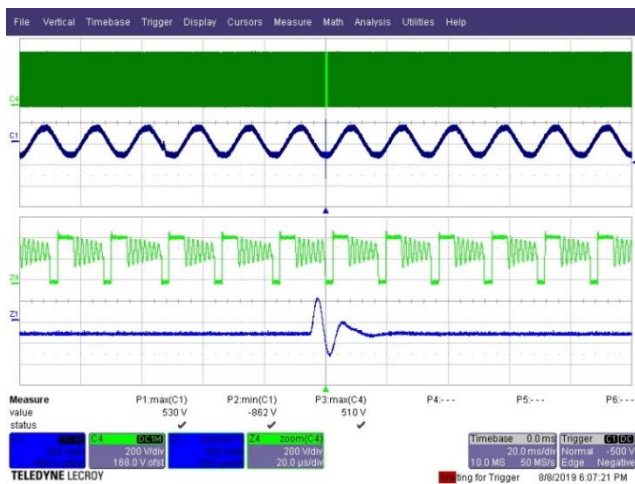 File Vertical Timebase Trigger Display Cursors Measure Math Analysis Utilities Help
C4
C1
Z4
Z1
Measure P1:max(C1) P2:min(C1) P3:max(C4) P4:--- P5:--- P6:---
value 530 V -862 V 510 V
status
C4 DC1M zoom(C1) Z4 zoom(C4) Timebase 0.0 ms Trigger C1 DC
200 V/div 200 V/div 20.0 ms/div Normal -500 V
168.0 V ofst 20.0 µs/div 10.0 MS 50 MS/s Edge Negative
TELEDYNE LECROY for Trigger 8/8/2019 6:07:21 PM